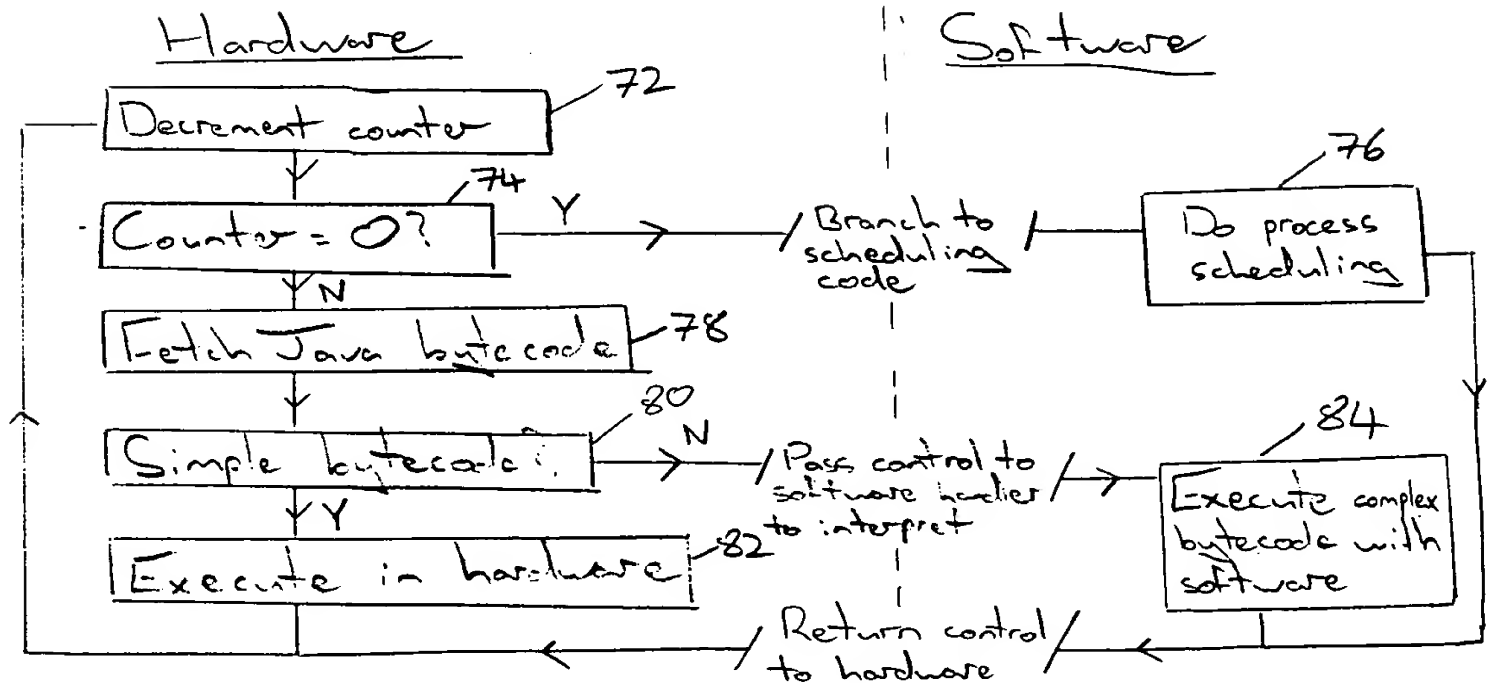 Hardware
Software
72
Decrement counter
74
76
Counter = 0?
Y
Branch to
scheduling
code
Do process
scheduling
N
78
Fetch Java bytecode
80
Simple bytecode?
N
Pass control to
software handler
to interpret
84
Execute complex
bytecode with
software
Y
82
Execute in hardware
Return control
to hardware